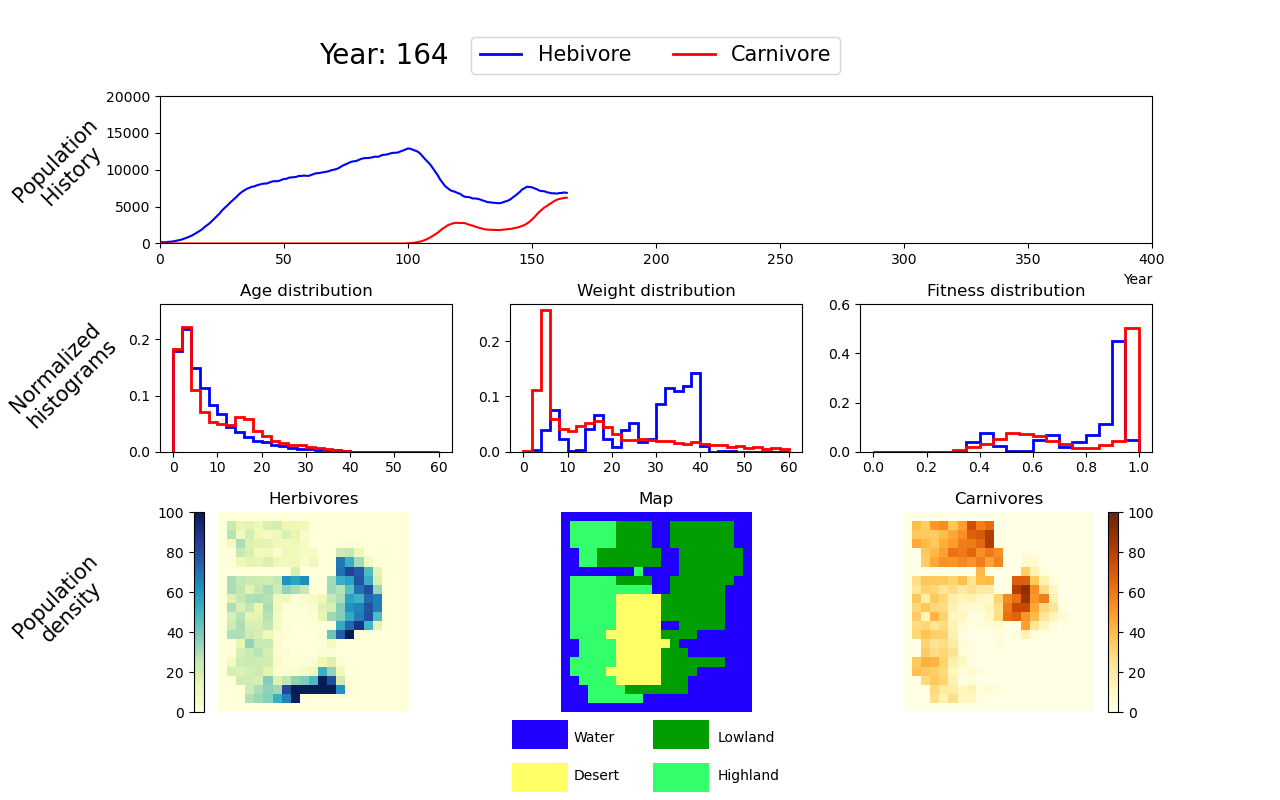 Year: 164
Hebivore
Carnivore
Population
History
20000
15000
10000
5000
0
0 50 100 150 200 250 300 350 400
Year
Normalized
histograms
Age distribution
0.2
0.1
0.0
0 10 20 30 40 50 60
Weight distribution
0.2
0.1
0.0
0 10 20 30 40 50 60
Fitness distribution
0.6
0.4
0.2
0.0
0.0 0.2 0.4 0.6 0.8 1.0
Population
density
Herbivores
100
80
60
40
20
0
Map
Carnivores
100
80
60
40
20
0
Water
Lowland
Desert
Highland